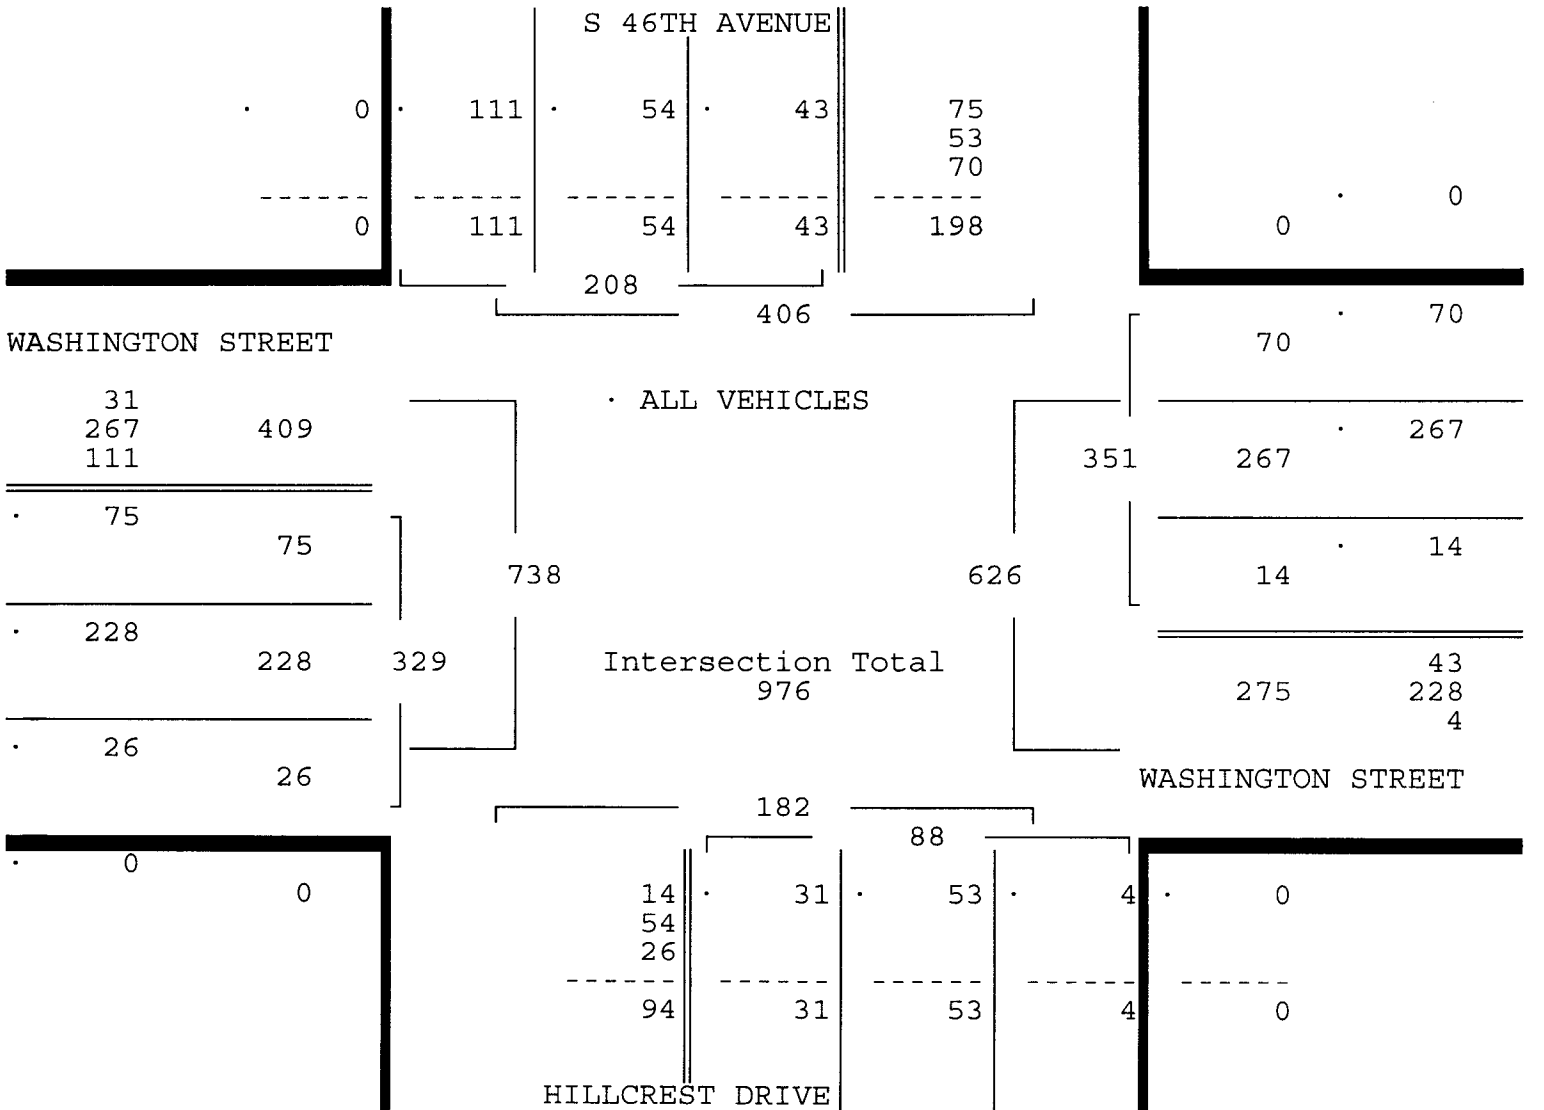 S 46TH AVENUE
· 0 · 111 · 54 · 43 75
53
70
------ ------ ------ ------ ------ · 0
0 111 54 43 198 0
208
406 · 70
WASHINGTON STREET 70
31 · ALL VEHICLES
267 409 · 267
111 351 267
· 75
75 · 14
738 626 14
· 228
228 329 Intersection Total 43
976 275 228
4
· 26
26 WASHINGTON STREET
182
88
· 0
0 14 · 31 · 53 · 4 · 0
54
26
------ ------ ------ ------ ------
94 31 53 4 0
HILLCREST DRIVE